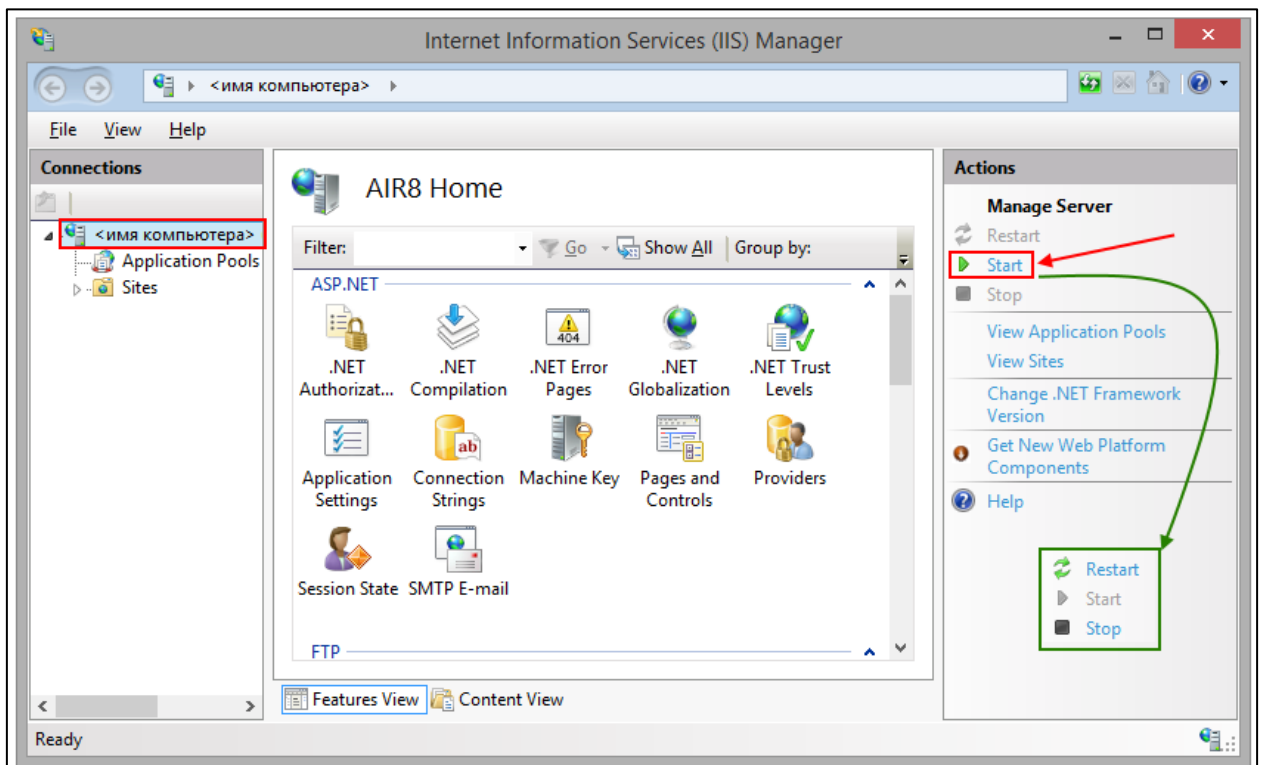 Internet Information Services (IIS) Manager
<имя компьютера>
File View Help
Connections
<имя компьютера>
Application Pools
Sites
AIR8 Home
Filter: Go Show All Group by:
ASP.NET
.NET Authorizat...
.NET Compilation
404
.NET Error Pages
.NET Globalization
.NET Trust Levels
Application Settings
ab
Connection Strings
Machine Key
Pages and Controls
Providers
Session State
SMTP E-mail
FTP
Features View Content View
Actions
Manage Server
Restart
Start
Stop
View Application Pools
View Sites
Change .NET Framework
Version
Get New Web Platform
Components
Help
Restart
Start
Stop
Ready